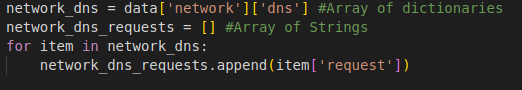 network_dns = data['network']['dns'] #Array of dictionaries
network_dns_requests = [] #Array of Strings
for item in network_dns:
    network_dns_requests.append(item['request'])